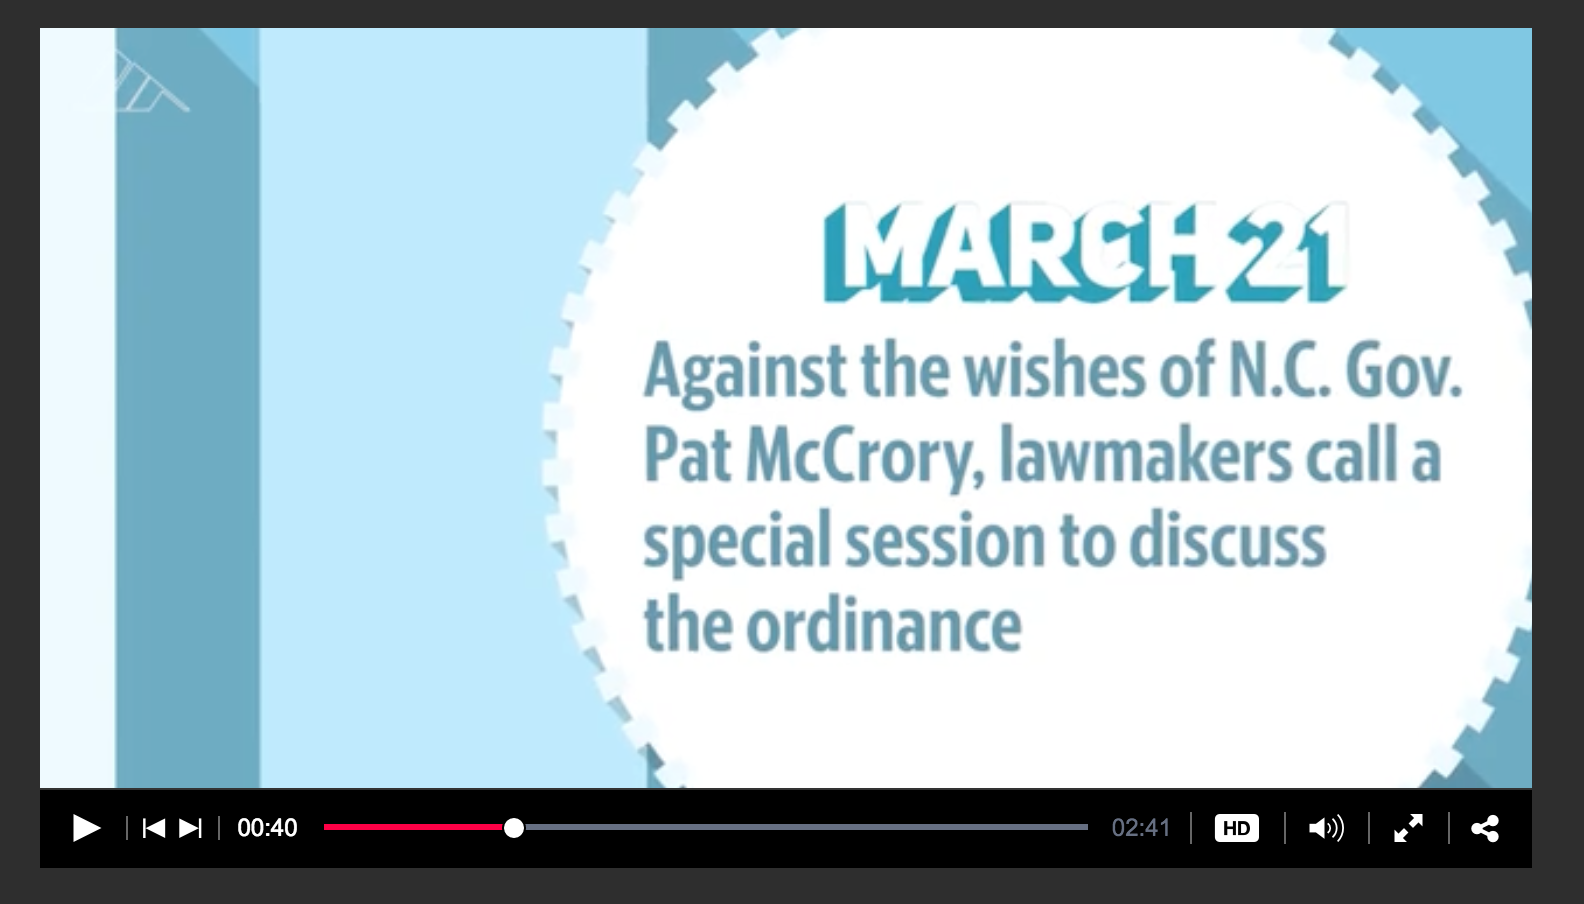 MARCH 21
Against the wishes of N.C. Gov.
Pat McCrory, lawmakers call a
special session to discuss
the ordinance
00:40
02:41
HD